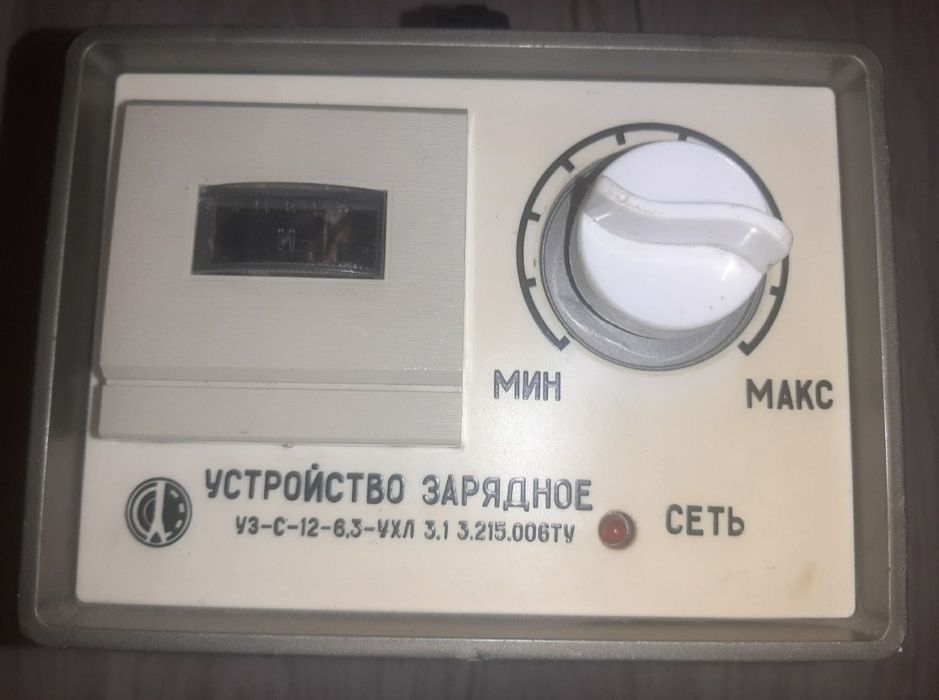 МИН
МАКС
УСТРОЙСТВО ЗАРЯДНОЕ
УЗ-С-12-6,3-УХЛ 3.1 3.215.006ТУ
СЕТЬ